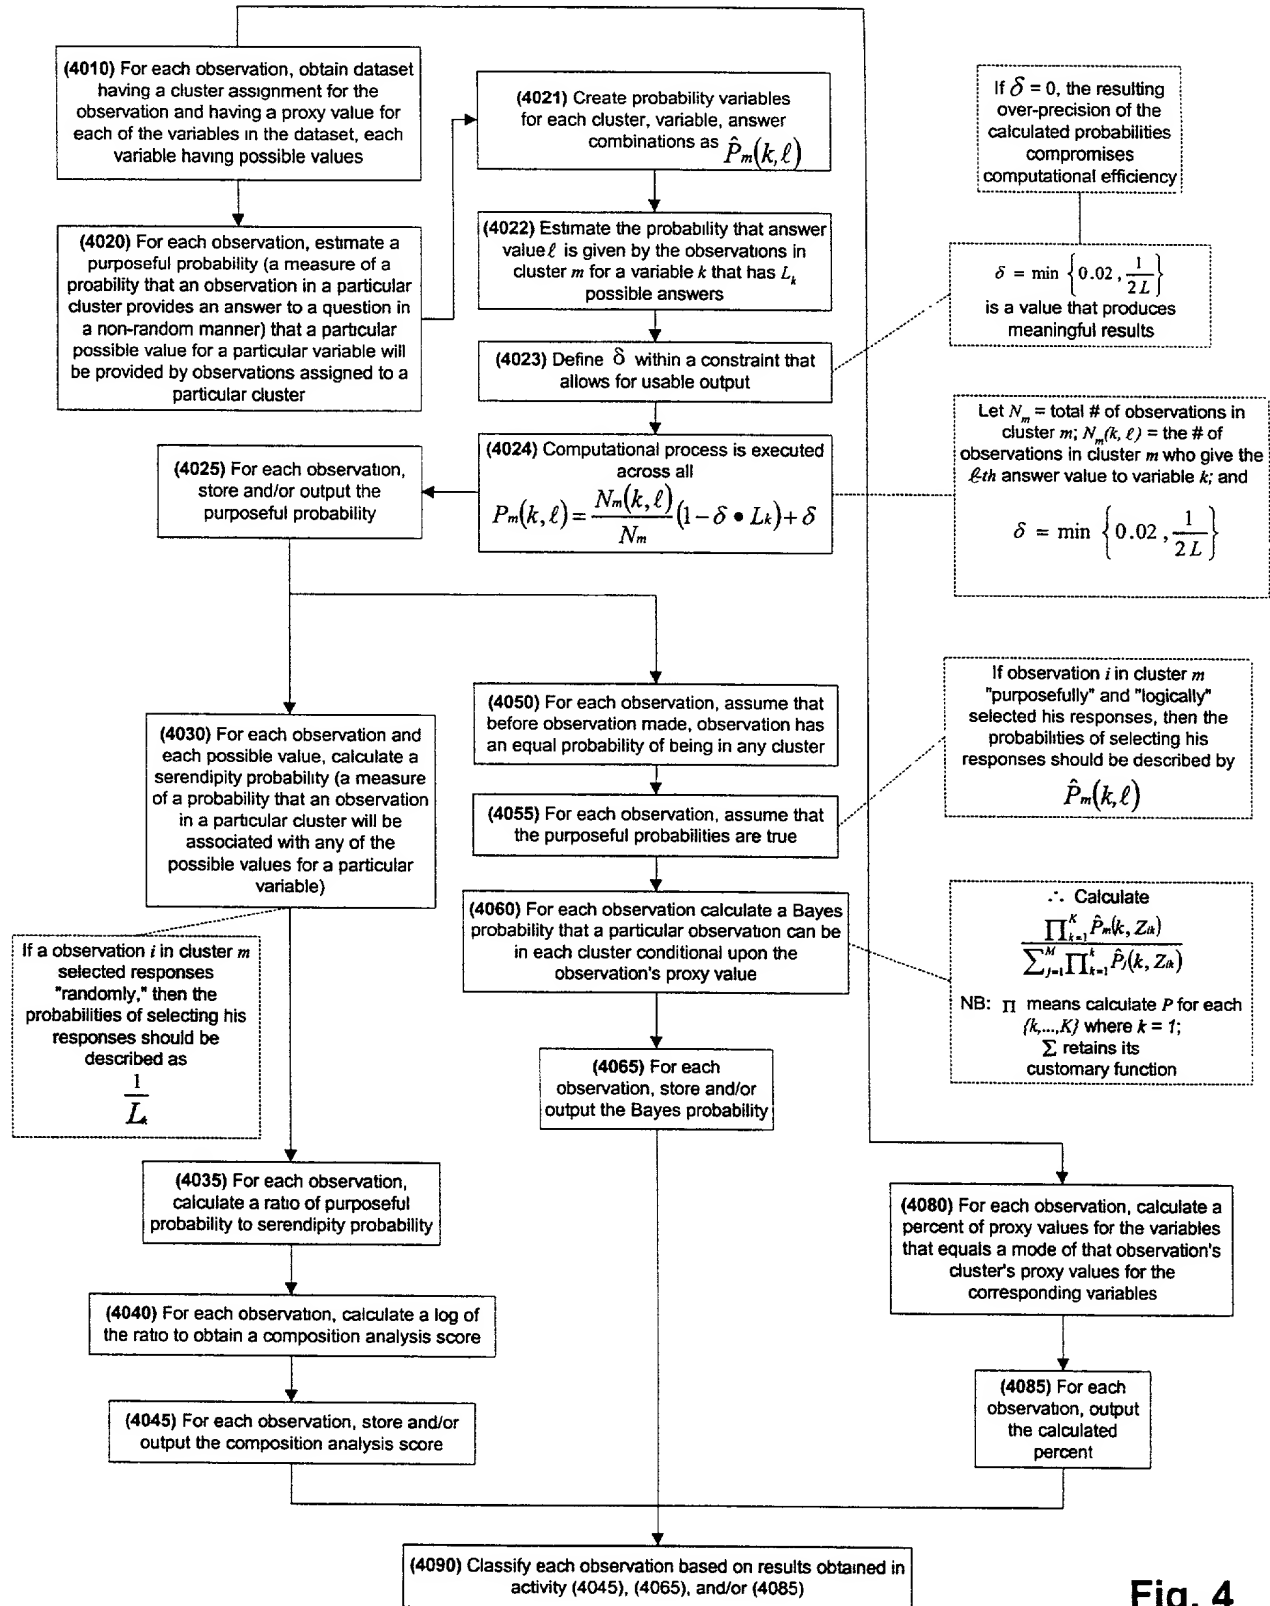 (4010) For each observation, obtain dataset
having a cluster assignment for the
observation and having a proxy value for
each of the variables in the dataset, each
variable having possible values
(4020) For each observation, estimate a
purposeful probability (a measure of a
proability that an observation in a particular
cluster provides an answer to a question in
a non-random manner) that a particular
possible value for a particular variable will
be provided by observations assigned to a
particular cluster
(4021) Create probability variables
for each cluster, variable, answer
combinations as P̂m(k,ℓ)
(4022) Estimate the probability that answer
value ℓ is given by the observations in
cluster m for a variable k that has Lk
possible answers
(4023) Define δ within a constraint that
allows for usable output
(4024) Computational process is executed
across all
Pm(k,ℓ) = Nm(k,ℓ)/Nm (1−δ • Lk)+δ
(4025) For each observation,
store and/or output the
purposeful probability
If δ = 0, the resulting
over-precision of the
calculated probabilities
compromises
computational efficiency
δ = min {0.02 , 1/2L}
is a value that produces
meaningful results
Let Nm = total # of observations in
cluster m; Nm(k, ℓ) = the # of
observations in cluster m who give the
ℓ-th answer value to variable k; and
δ = min {0.02 , 1/2L}
(4030) For each observation and
each possible value, calculate a
serendipity probability (a measure
of a probability that an observation
in a particular cluster will be
associated with any of the
possible values for a particular
variable)
If a observation i in cluster m
selected responses
"randomly," then the
probabilities of selecting his
responses should be
described as
1/Lk
(4035) For each observation,
calculate a ratio of purposeful
probability to serendipity probability
(4040) For each observation, calculate a log of
the ratio to obtain a composition analysis score
(4045) For each observation, store and/or
output the composition analysis score
(4050) For each observation, assume that
before observation made, observation has
an equal probability of being in any cluster
(4055) For each observation, assume that
the purposeful probabilities are true
(4060) For each observation calculate a Bayes
probability that a particular observation can be
in each cluster conditional upon the
observation's proxy value
(4065) For each
observation, store and/or
output the Bayes probability
If observation i in cluster m
"purposefully" and "logically"
selected his responses, then the
probabilities of selecting his
responses should be described by
P̂m(k,ℓ)
∴ Calculate
∏ᴷk=1 P̂m(k, Zik)
∑ᴹj=1 ∏ᵏk=1 P̂j(k, Zik)
NB: ∏ means calculate P for each
{k,...,K} where k = 1;
∑ retains its
customary function
(4080) For each observation, calculate a
percent of proxy values for the variables
that equals a mode of that observation's
cluster's proxy values for the
corresponding variables
(4085) For each
observation, output
the calculated
percent
(4090) Classify each observation based on results obtained in
activity (4045), (4065), and/or (4085)
Fig. 4